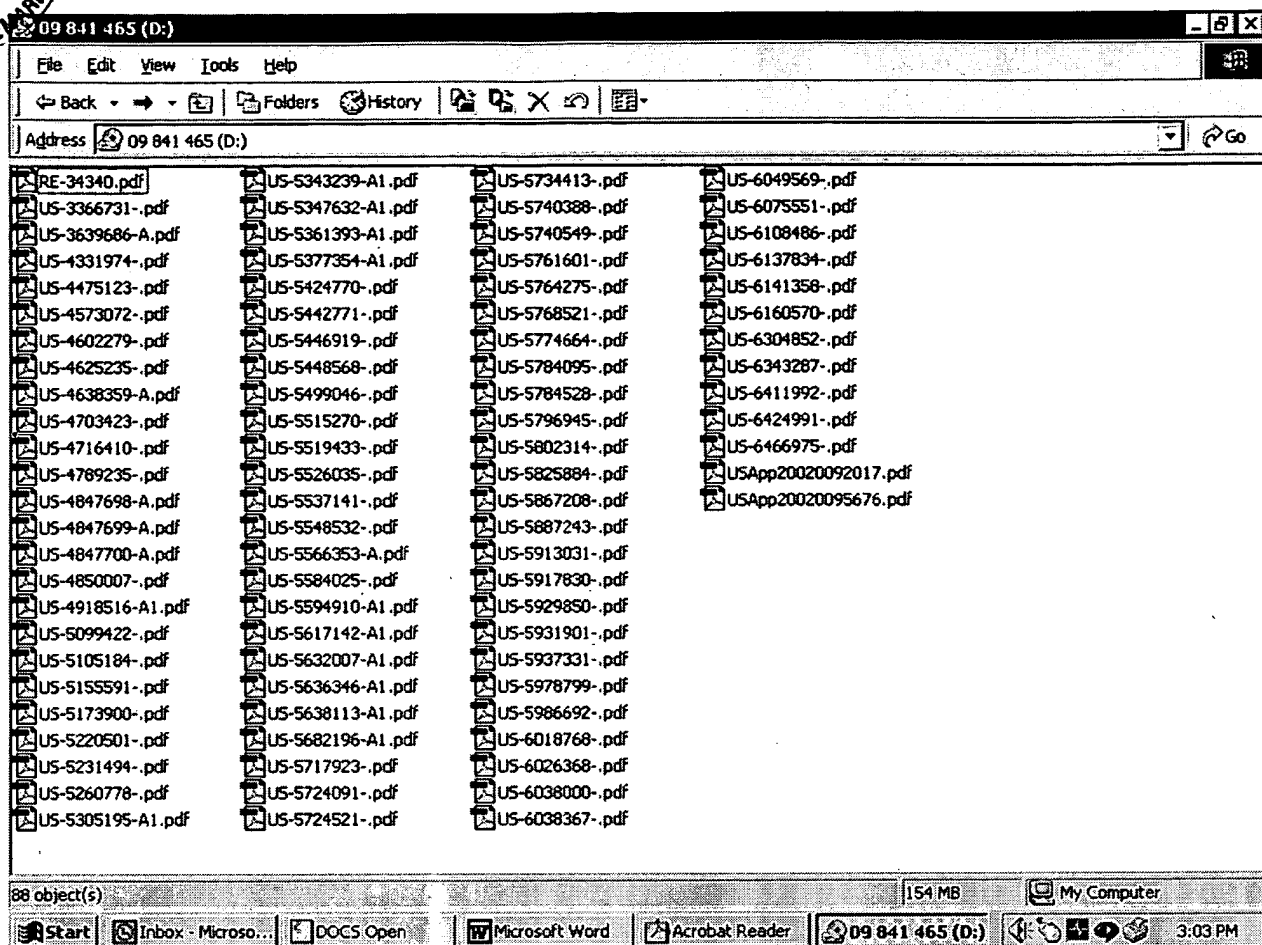 09 841 465 (D:)
File Edit View Tools Help
Back Folders History
Address 09 841 465 (D:) Go
RE-34340.pdf
US-3366731-.pdf
US-3639686-A.pdf
US-4331974-.pdf
US-4475123-.pdf
US-4573072-.pdf
US-4602279-.pdf
US-4625235-.pdf
US-4638359-A.pdf
US-4703423-.pdf
US-4716410-.pdf
US-4789235-.pdf
US-4847698-A.pdf
US-4847699-A.pdf
US-4847700-A.pdf
US-4850007-.pdf
US-4918516-A1.pdf
US-5099422-.pdf
US-5105184-.pdf
US-5155591-.pdf
US-5173900-.pdf
US-5220501-.pdf
US-5231494-.pdf
US-5260778-.pdf
US-5305195-A1.pdf
US-5343239-A1.pdf
US-5347632-A1.pdf
US-5361393-A1.pdf
US-5377354-A1.pdf
US-5424770-.pdf
US-5442771-.pdf
US-5446919-.pdf
US-5448568-.pdf
US-5499046-.pdf
US-5515270-.pdf
US-5519433-.pdf
US-5526035-.pdf
US-5537141-.pdf
US-5548532-.pdf
US-5566353-A.pdf
US-5584025-.pdf
US-5594910-A1.pdf
US-5617142-A1.pdf
US-5632007-A1.pdf
US-5636346-A1.pdf
US-5638113-A1.pdf
US-5682196-A1.pdf
US-5717923-.pdf
US-5724091-.pdf
US-5724521-.pdf
US-5734413-.pdf
US-5740388-.pdf
US-5740549-.pdf
US-5761601-.pdf
US-5764275-.pdf
US-5768521-.pdf
US-5774664-.pdf
US-5784095-.pdf
US-5784528-.pdf
US-5796945-.pdf
US-5802314-.pdf
US-5825884-.pdf
US-5867208-.pdf
US-5887243-.pdf
US-5913031-.pdf
US-5917830-.pdf
US-5929850-.pdf
US-5931901-.pdf
US-5937331-.pdf
US-5978799-.pdf
US-5986692-.pdf
US-6018768-.pdf
US-6026368-.pdf
US-6038000-.pdf
US-6038367-.pdf
US-6049569-.pdf
US-6075551-.pdf
US-6108486-.pdf
US-6137834-.pdf
US-6141358-.pdf
US-6160570-.pdf
US-6304852-.pdf
US-6343287-.pdf
US-6411992-.pdf
US-6424991-.pdf
US-6466975-.pdf
USApp20020092017.pdf
USApp20020095676.pdf
88 object(s) 154 MB My Computer
Start Inbox - Microso... DOCS Open Microsoft Word Acrobat Reader 09 841 465 (D:) 3:03 PM